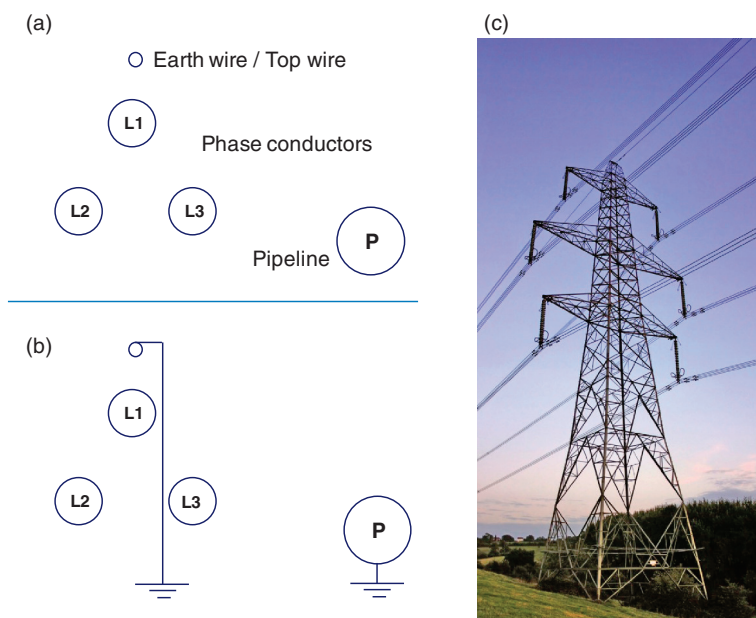 (a)
Earth wire / Top wire
L1
Phase conductors
L2
L3
P
Pipeline
(b)
L1
L2
L3
P
(c)